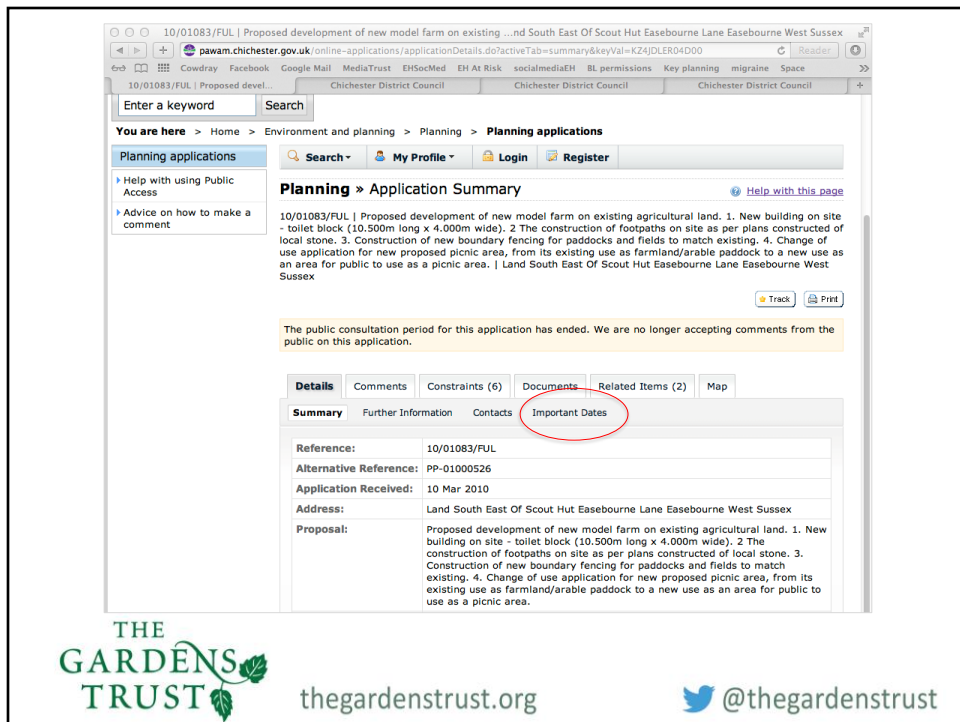 10/01083/FUL | Proposed development of new model farm on existing ...nd South East Of Scout Hut Easebourne Lane Easebourne West Sussex
pawam.chichester.gov.uk/online-applications/applicationDetails.do?activeTab=summary&keyVal=KZ4JDLER04D00 Reader
Cowdray Facebook Google Mail MediaTrust EHSocMed EH At Risk socialmediaEH BL permissions Key planning migraine Space >>
10/01083/FUL | Proposed devel... Chichester District Council Chichester District Council Chichester District Council +
Enter a keyword Search
You are here > Home > Environment and planning > Planning > Planning applications
Planning applications
Search My Profile Login Register
Help with using Public
Access
Advice on how to make a
comment
Planning » Application Summary
Help with this page
10/01083/FUL | Proposed development of new model farm on existing agricultural land. 1. New building on site
- toilet block (10.500m long x 4.000m wide). 2 The construction of footpaths on site as per plans constructed of
local stone. 3. Construction of new boundary fencing for paddocks and fields to match existing. 4. Change of
use application for new proposed picnic area, from its existing use as farmland/arable paddock to a new use as
an area for public to use as a picnic area. | Land South East Of Scout Hut Easebourne Lane Easebourne West
Sussex
Track Print
The public consultation period for this application has ended. We are no longer accepting comments from the
public on this application.
Details Comments Constraints (6) Documents Related Items (2) Map
Summary Further Information Contacts Important Dates
Reference: 10/01083/FUL
Alternative Reference: PP-01000526
Application Received: 10 Mar 2010
Address: Land South East Of Scout Hut Easebourne Lane Easebourne West Sussex
Proposal: Proposed development of new model farm on existing agricultural land. 1. New
building on site - toilet block (10.500m long x 4.000m wide). 2 The
construction of footpaths on site as per plans constructed of local stone. 3.
Construction of new boundary fencing for paddocks and fields to match
existing. 4. Change of use application for new proposed picnic area, from its
existing use as farmland/arable paddock to a new use as an area for public to
use as a picnic area.
THE
GARDENS
TRUST
thegardenstrust.org
@thegardenstrust